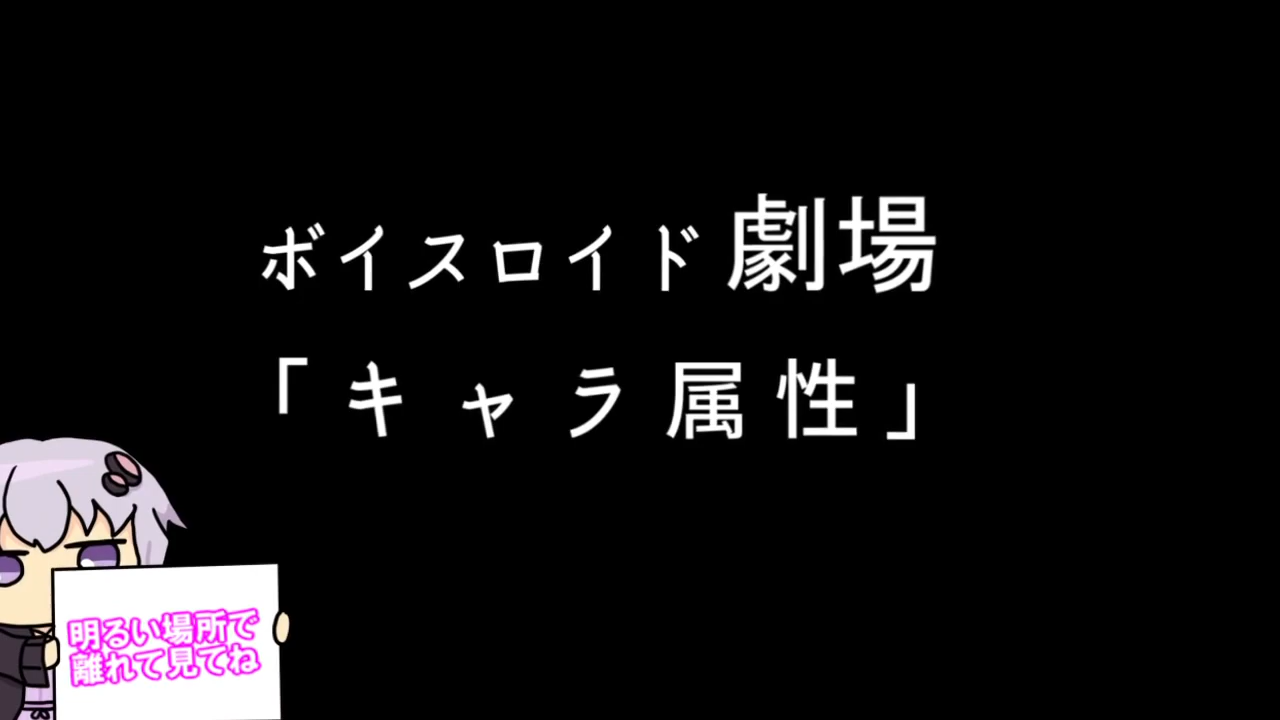 ボイスロイド劇場
「キャラ属性」
明るい場所で
離れて見てね